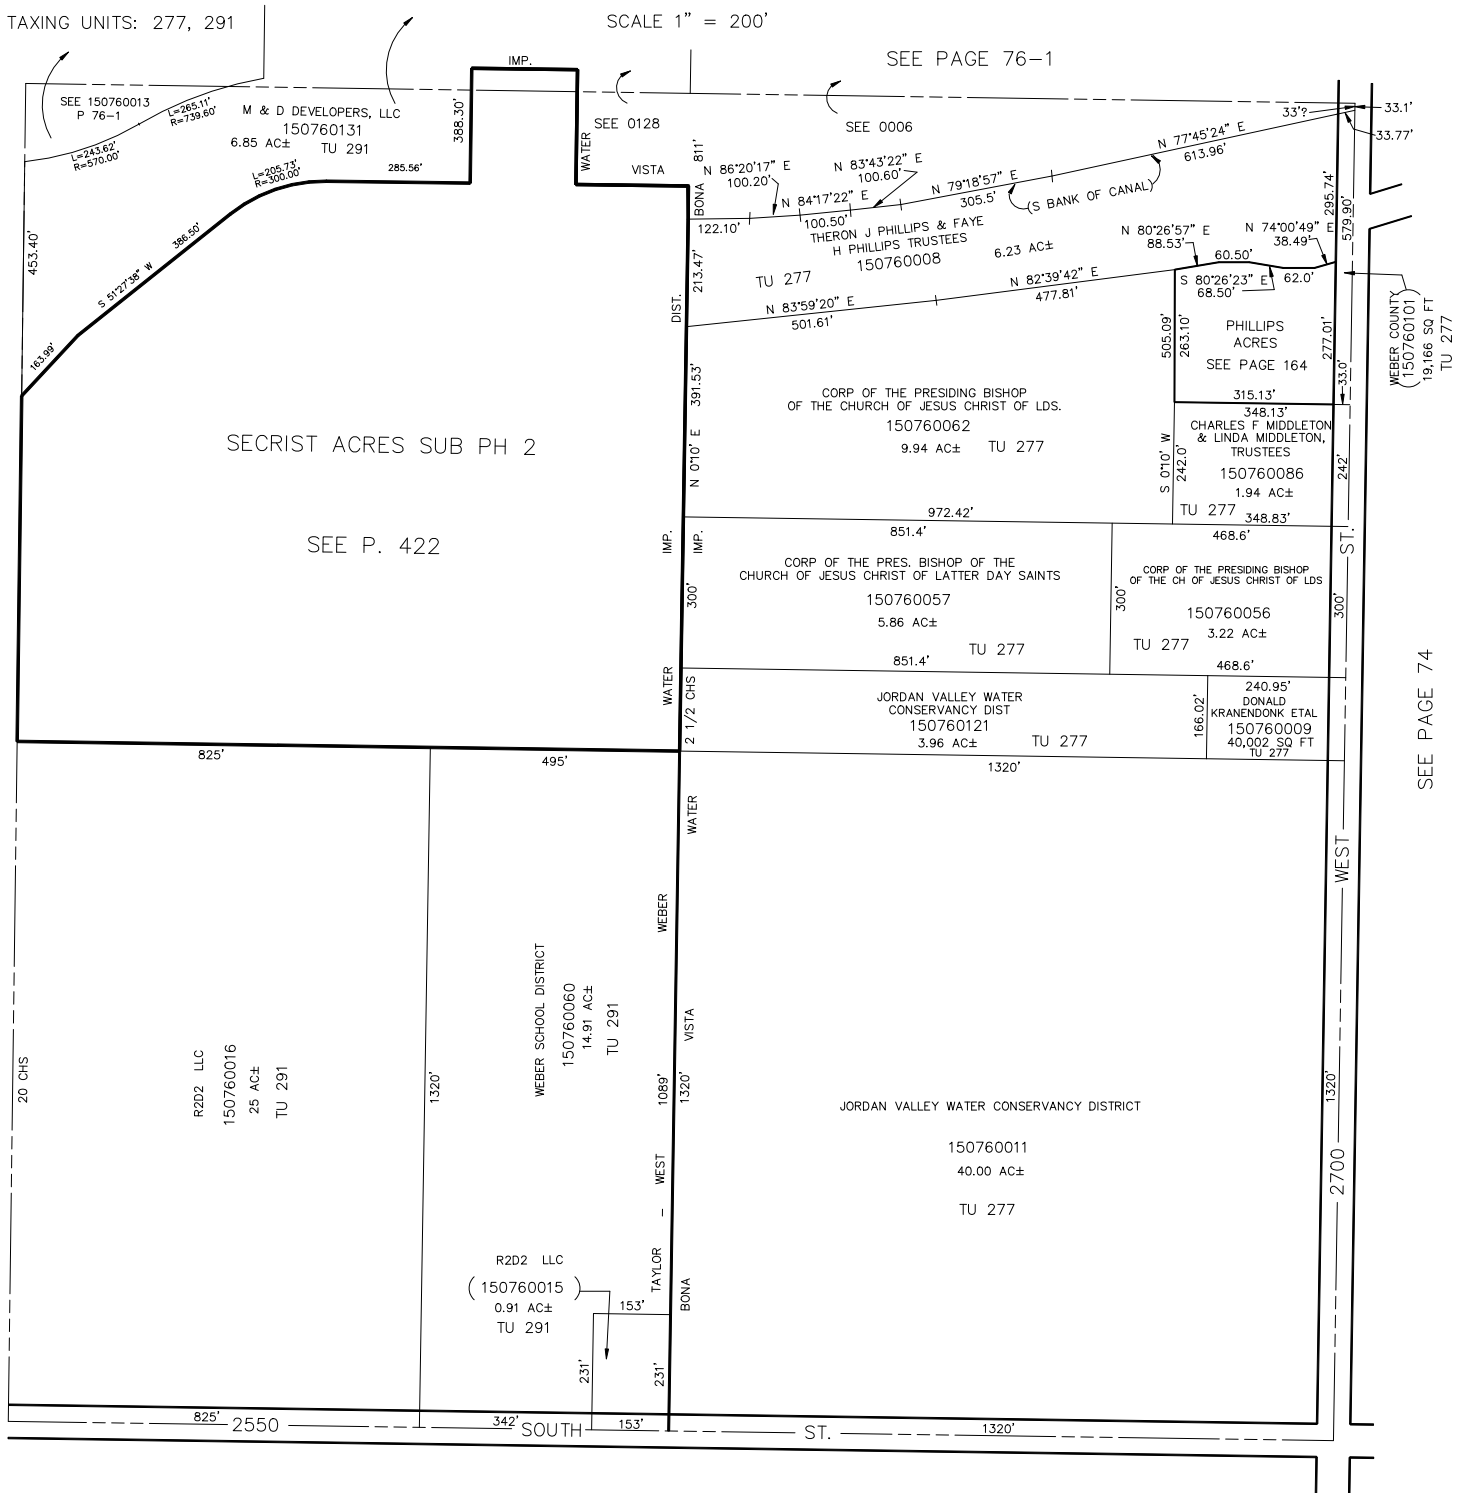 TAXING UNITS: 277, 291
SCALE 1" = 200'
SEE PAGE 76-1
SEE 150760013
P 76-1
L=265.11'
R=739.60'
L=243.62'
R=570.00'
M & D DEVELOPERS, LLC
150760131
6.85 AC±
TU 291
L=205.73'
R=300.00'
285.56'
388.30'
IMP.
WATER
SEE 0128
VISTA
SEE 0006
33'?
33.1'
33.77'
453.40'
S 51°27'38" W
386.50'
163.99'
811'
BONA
213.47'
DIST.
122.10'
N 86°20'17" E
100.20'
N 84°17'22" E
100.50'
N 83°43'22" E
100.60'
N 79°18'57" E
305.5'
(S BANK OF CANAL)
N 77°45'24" E
613.96'
295.74'
579.90'
THERON J PHILLIPS & FAYE
H PHILLIPS TRUSTEES
150760008
6.23 AC±
TU 277
N 83°59'20" E
501.61'
N 82°39'42" E
477.81'
N 80°26'57" E
88.53'
N 74°00'49" E
38.49'
60.50'
S 80°26'23" E
68.50'
62.0'
505.09'
263.10'
PHILLIPS
ACRES
SEE PAGE 164
277.01'
33.0'
315.13'
WEBER COUNTY
150760101
19,166 SQ FT
TU 277
SECRIST ACRES SUB PH 2
SEE P. 422
391.53'
N 0°10' E
CORP OF THE PRESIDING BISHOP
OF THE CHURCH OF JESUS CHRIST OF LDS.
150760062
9.94 AC±
TU 277
972.42'
348.13'
CHARLES F MIDDLETON
& LINDA MIDDLETON,
TRUSTEES
150760086
1.94 AC±
TU 277
348.83'
S 0°10' W
242.0'
242'
IMP.
IMP.
851.4'
468.6'
ST.
CORP OF THE PRES. BISHOP OF THE
CHURCH OF JESUS CHRIST OF LATTER DAY SAINTS
150760057
5.86 AC±
TU 277
851.4'
300'
300'
CORP OF THE PRESIDING BISHOP
OF THE CH OF JESUS CHRIST OF LDS
150760056
3.22 AC±
TU 277
468.6'
300'
WATER
2 1/2 CHS
JORDAN VALLEY WATER
CONSERVANCY DIST
150760121
3.96 AC±
TU 277
166.02'
240.95'
DONALD
KRANENDONK ETAL
150760009
40,002 SQ FT
TU 277
SEE PAGE 74
825'
495'
1320'
WATER
WEST
WEBER
20 CHS
R2D2 LLC
150760016
25 AC±
TU 291
1320'
WEBER SCHOOL DISTRICT
150760060
14.91 AC±
TU 291
VISTA
1089'
1320'
JORDAN VALLEY WATER CONSERVANCY DISTRICT
150760011
40.00 AC±
TU 277
1320'
2700
WEST
-
TAYLOR
BONA
R2D2 LLC
(150760015)
0.91 AC±
TU 291
153'
231'
231'
825'
2550
342'
SOUTH
153'
ST.
1320'